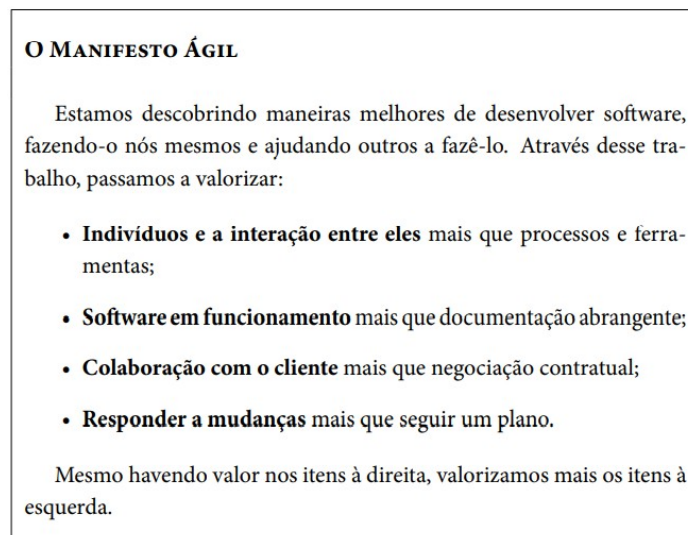 O Manifesto Ágil
Estamos descobrindo maneiras melhores de desenvolver software,
fazendo-o nós mesmos e ajudando outros a fazê-lo. Através desse tra-
balho, passamos a valorizar:
• Indivíduos e a interação entre eles mais que processos e ferra-
mentas;
• Software em funcionamento mais que documentação abrangente;
• Colaboração com o cliente mais que negociação contratual;
• Responder a mudanças mais que seguir um plano.
Mesmo havendo valor nos itens à direita, valorizamos mais os itens à
esquerda.